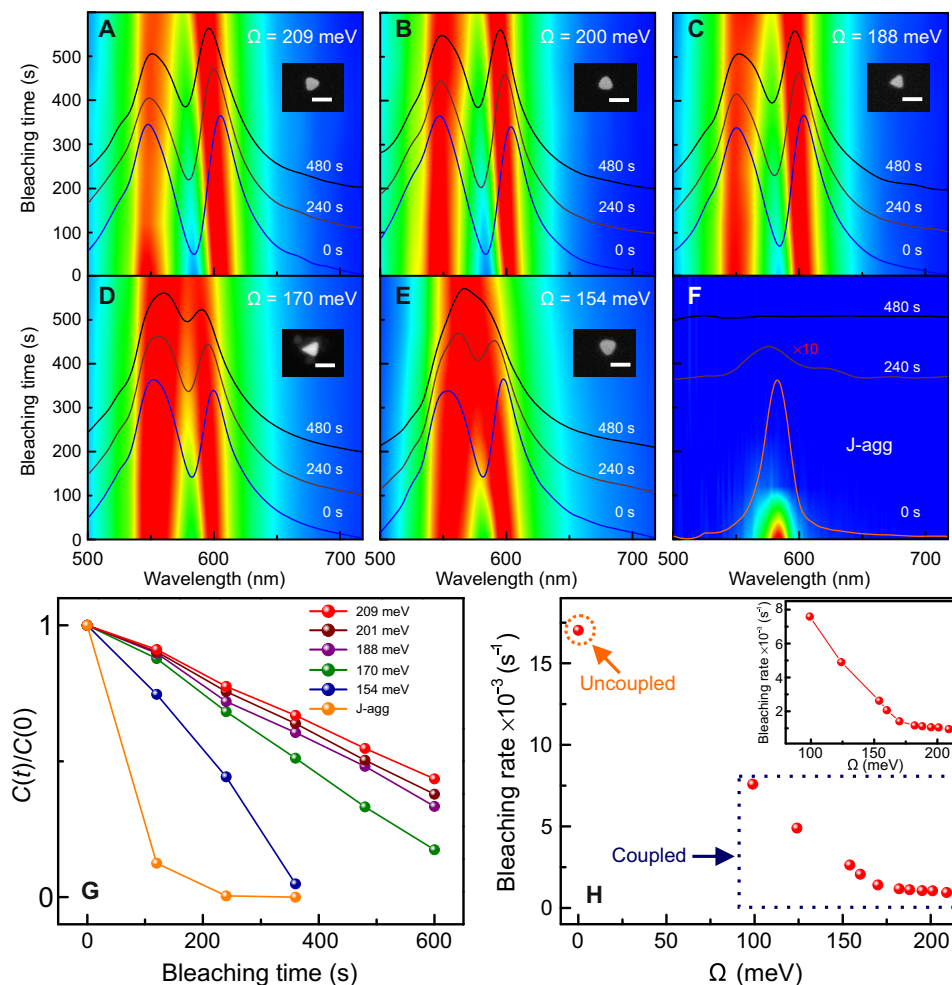 A
Ω = 209 meV
B
Ω = 200 meV
C
Ω = 188 meV
Bleaching time (s)
500
400
300
200
100
0
480 s
240 s
0 s
480 s
240 s
0 s
480 s
240 s
0 s
D
Ω = 170 meV
E
Ω = 154 meV
F
Bleaching time (s)
500
400
300
200
100
0
480 s
240 s
0 s
480 s
240 s
0 s
480 s
×10
240 s
J-agg
0 s
500 600 700
500 600 700
500 600 700
Wavelength (nm)
Wavelength (nm)
Wavelength (nm)
C(t)/C(0)
1
0
209 meV
201 meV
188 meV
170 meV
154 meV
J-agg
G
0 200 400 600
Bleaching time (s)
Bleaching rate ×10⁻³ (s⁻¹)
15
10
5
0
Uncoupled
Coupled
H
0 50 100 150 200
Ω (meV)
Bleaching rate ×10⁻³ (s⁻¹)
8
6
4
2
0
100 125 150 175 200
Ω (meV)